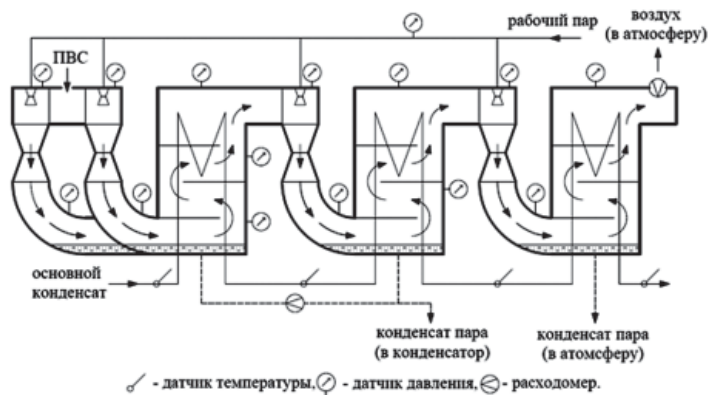 рабочий пар
воздух
(в атмосферу)
ПВС
основной
конденсат
конденсат пара
(в конденсатор)
конденсат пара
(в атомсферу)
- датчик температуры, - датчик давления, - расходомер.